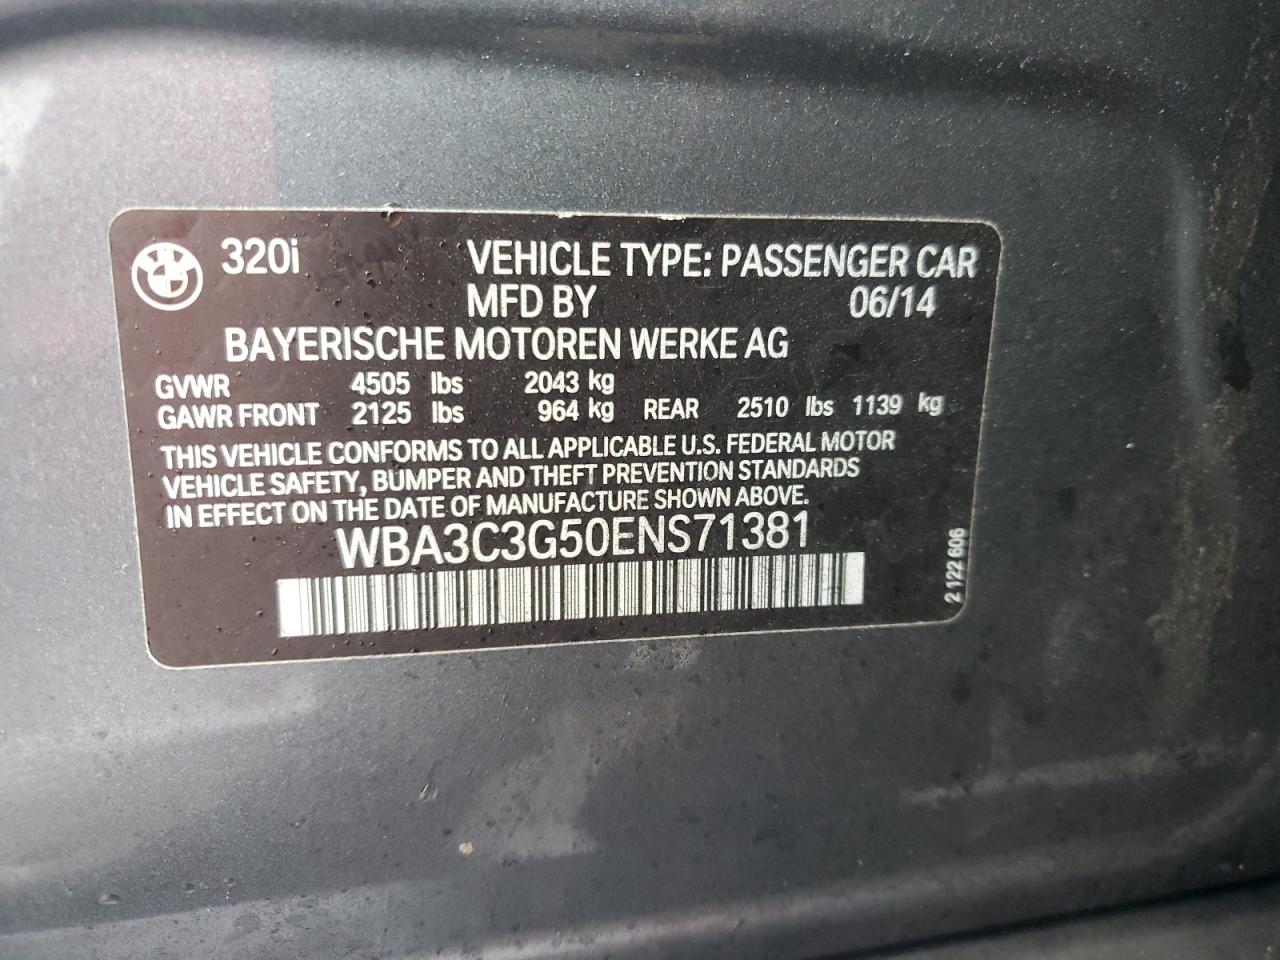 320i VEHICLE TYPE: PASSENGER CAR
MFD BY 06/14
BAYERISCHE MOTOREN WERKE AG
GVWR 4505 lbs 2043 kg
GAWR FRONT 2125 lbs 964 kg REAR 2510 lbs 1139 kg
THIS VEHICLE CONFORMS TO ALL APPLICABLE U.S. FEDERAL MOTOR
VEHICLE SAFETY, BUMPER AND THEFT PREVENTION STANDARDS
IN EFFECT ON THE DATE OF MANUFACTURE SHOWN ABOVE.
WBA3C3G50ENS71381
2 122 606